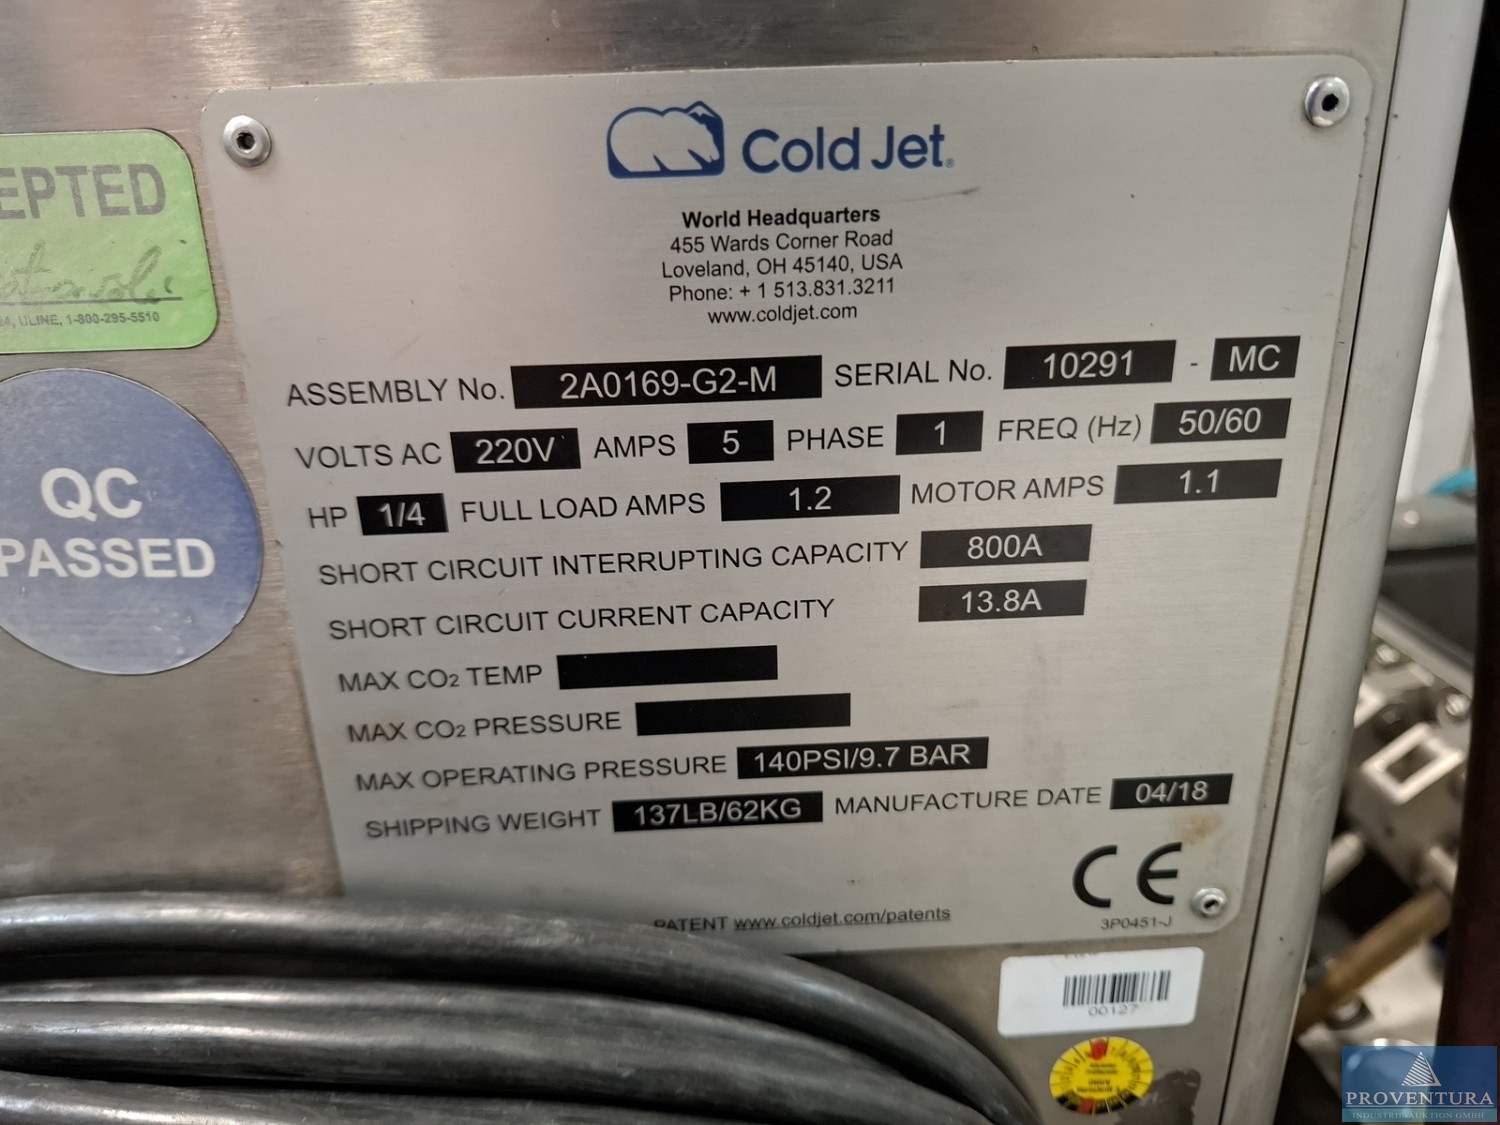 Cold Jet®
World Headquarters
455 Wards Corner Road
Loveland, OH 45140, USA
Phone: + 1 513.831.3211
www.coldjet.com
ASSEMBLY No. 2A0169-G2-M SERIAL No. 10291 - MC
VOLTS AC 220V AMPS 5 PHASE 1 FREQ (Hz) 50/60
HP 1/4 FULL LOAD AMPS 1.2 MOTOR AMPS 1.1
SHORT CIRCUIT INTERRUPTING CAPACITY 800A
SHORT CIRCUIT CURRENT CAPACITY 13.8A
MAX CO₂ TEMP
MAX CO₂ PRESSURE
MAX OPERATING PRESSURE 140PSI/9.7 BAR
SHIPPING WEIGHT 137LB/62KG MANUFACTURE DATE 04/18
CE
PATENT www.coldjet.com/patents
3P0451-J
EPTED
ULINE, 1-800-295-5510
QC
PASSED
00127
PROVENTURA
INDUSTRIEAUKTION GMBH